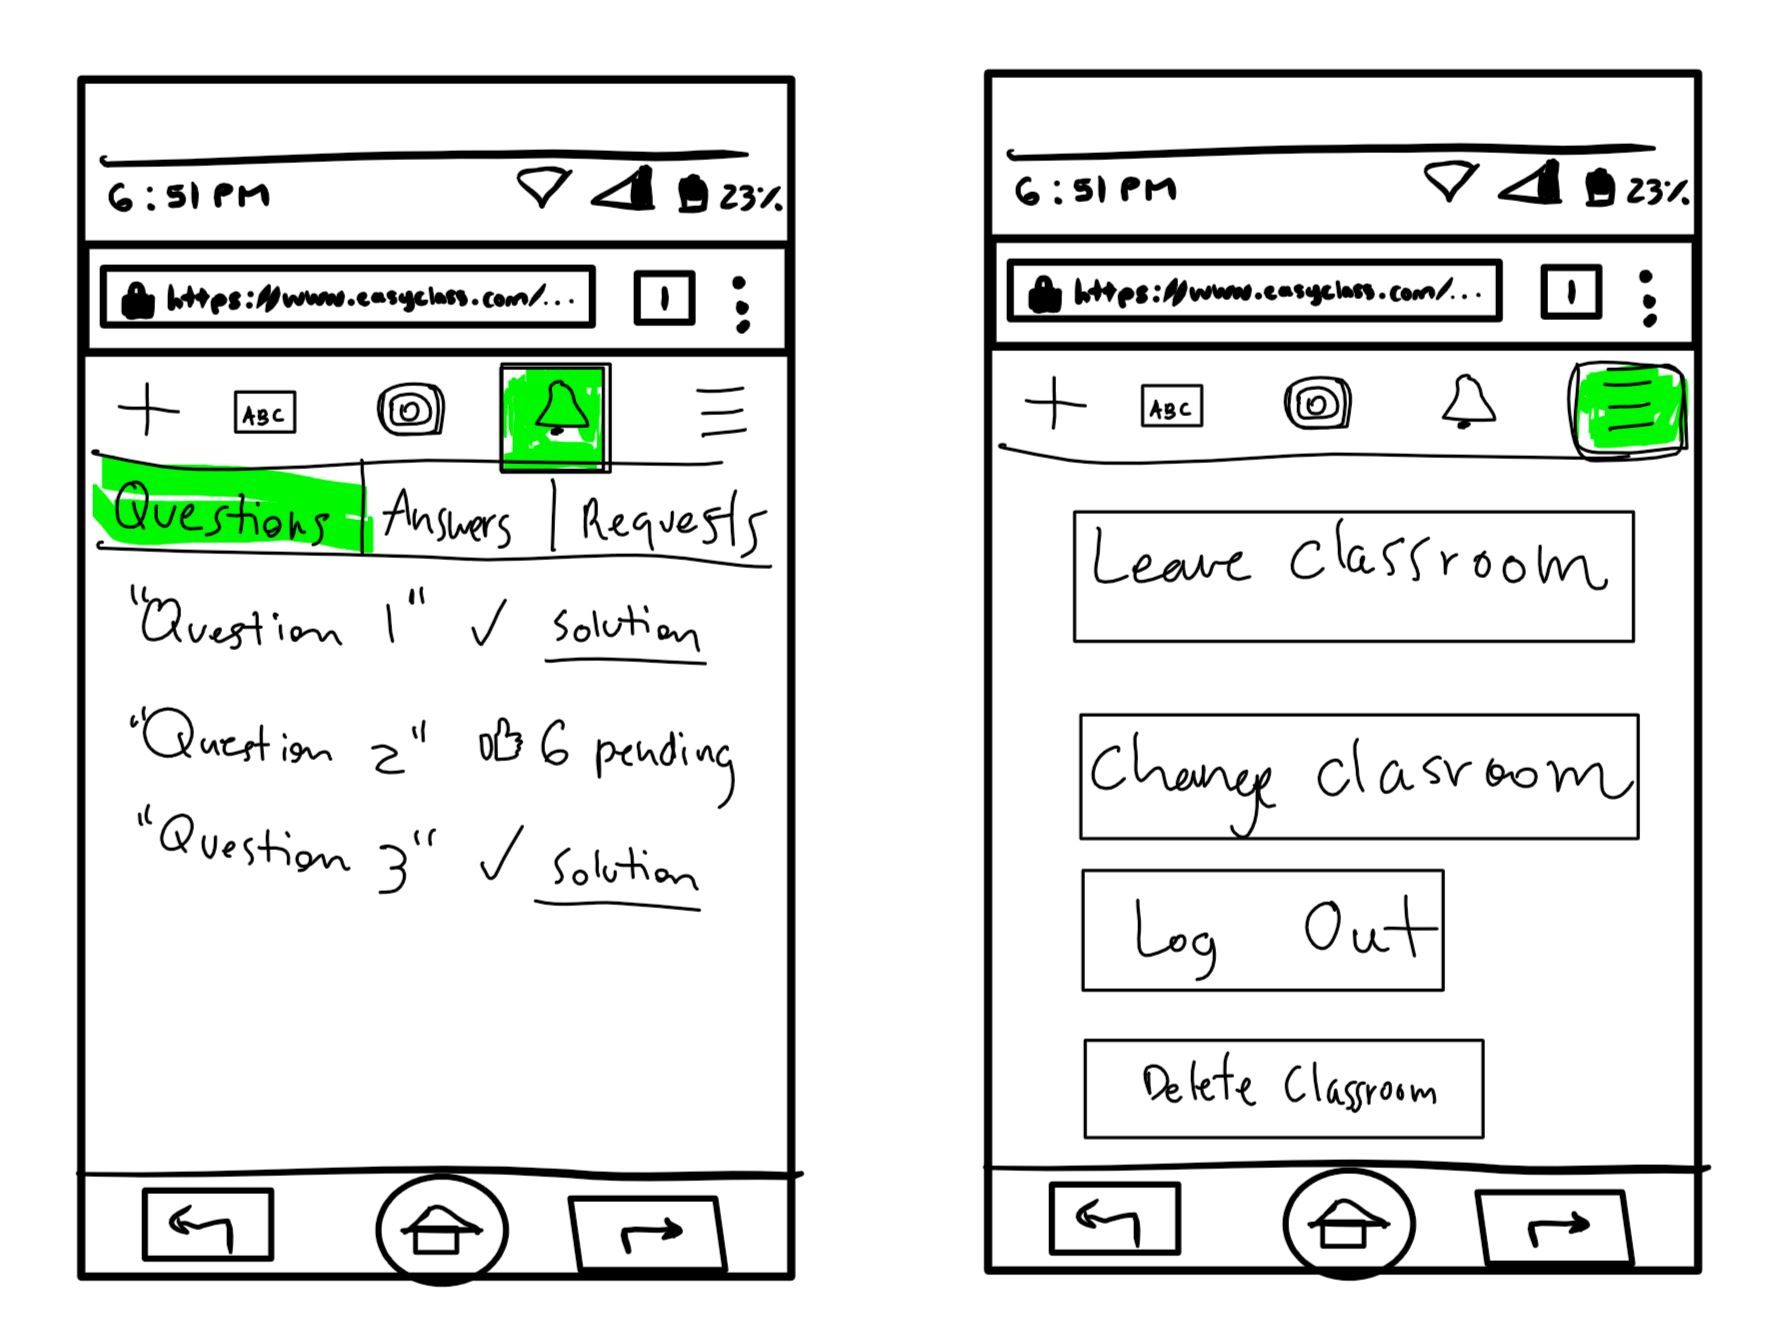 6:51 PM 23%
https://www.easyclass.com/... 1
ABC
Questions | Answers | Requests
"Question 1" ✓ solution
"Question 2" 6 pending
"Question 3" ✓ solution
6:51 PM 23%
https://www.easyclass.com/... 1
ABC
Leave classroom
Change clasroom
Log Out
Delete Classroom